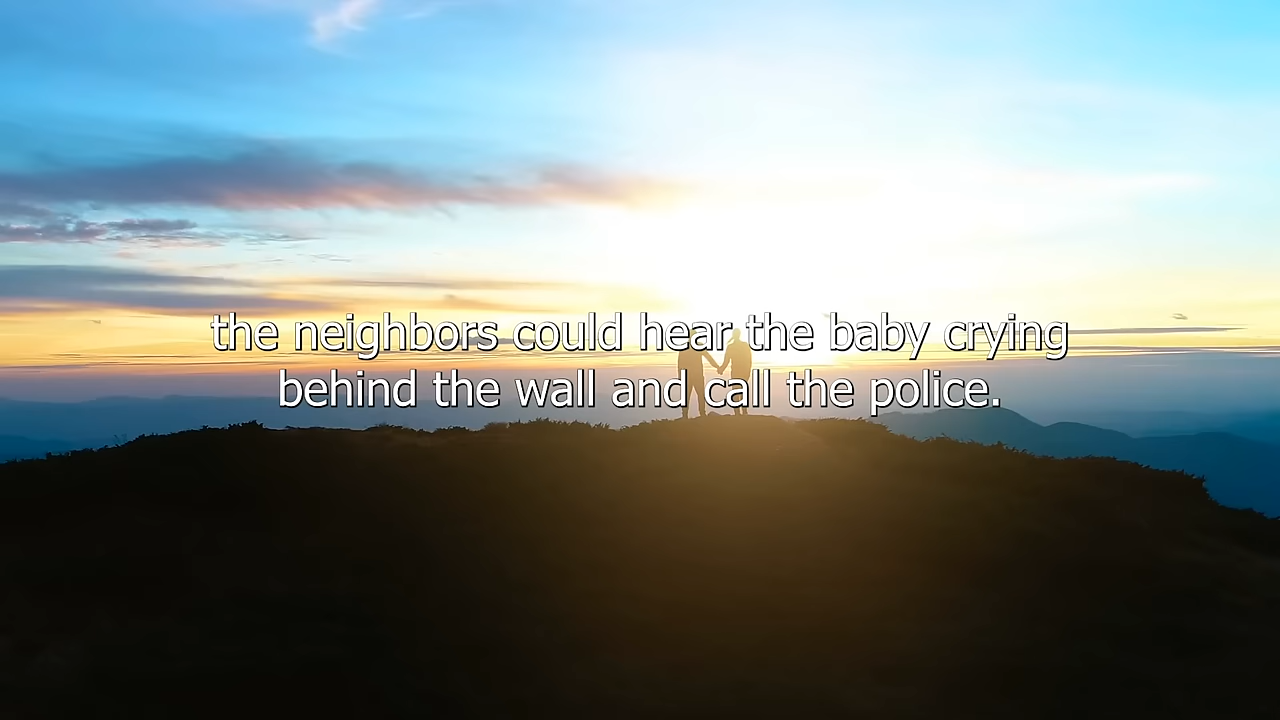 the neighbors could hear the baby crying
behind the wall and call the police.